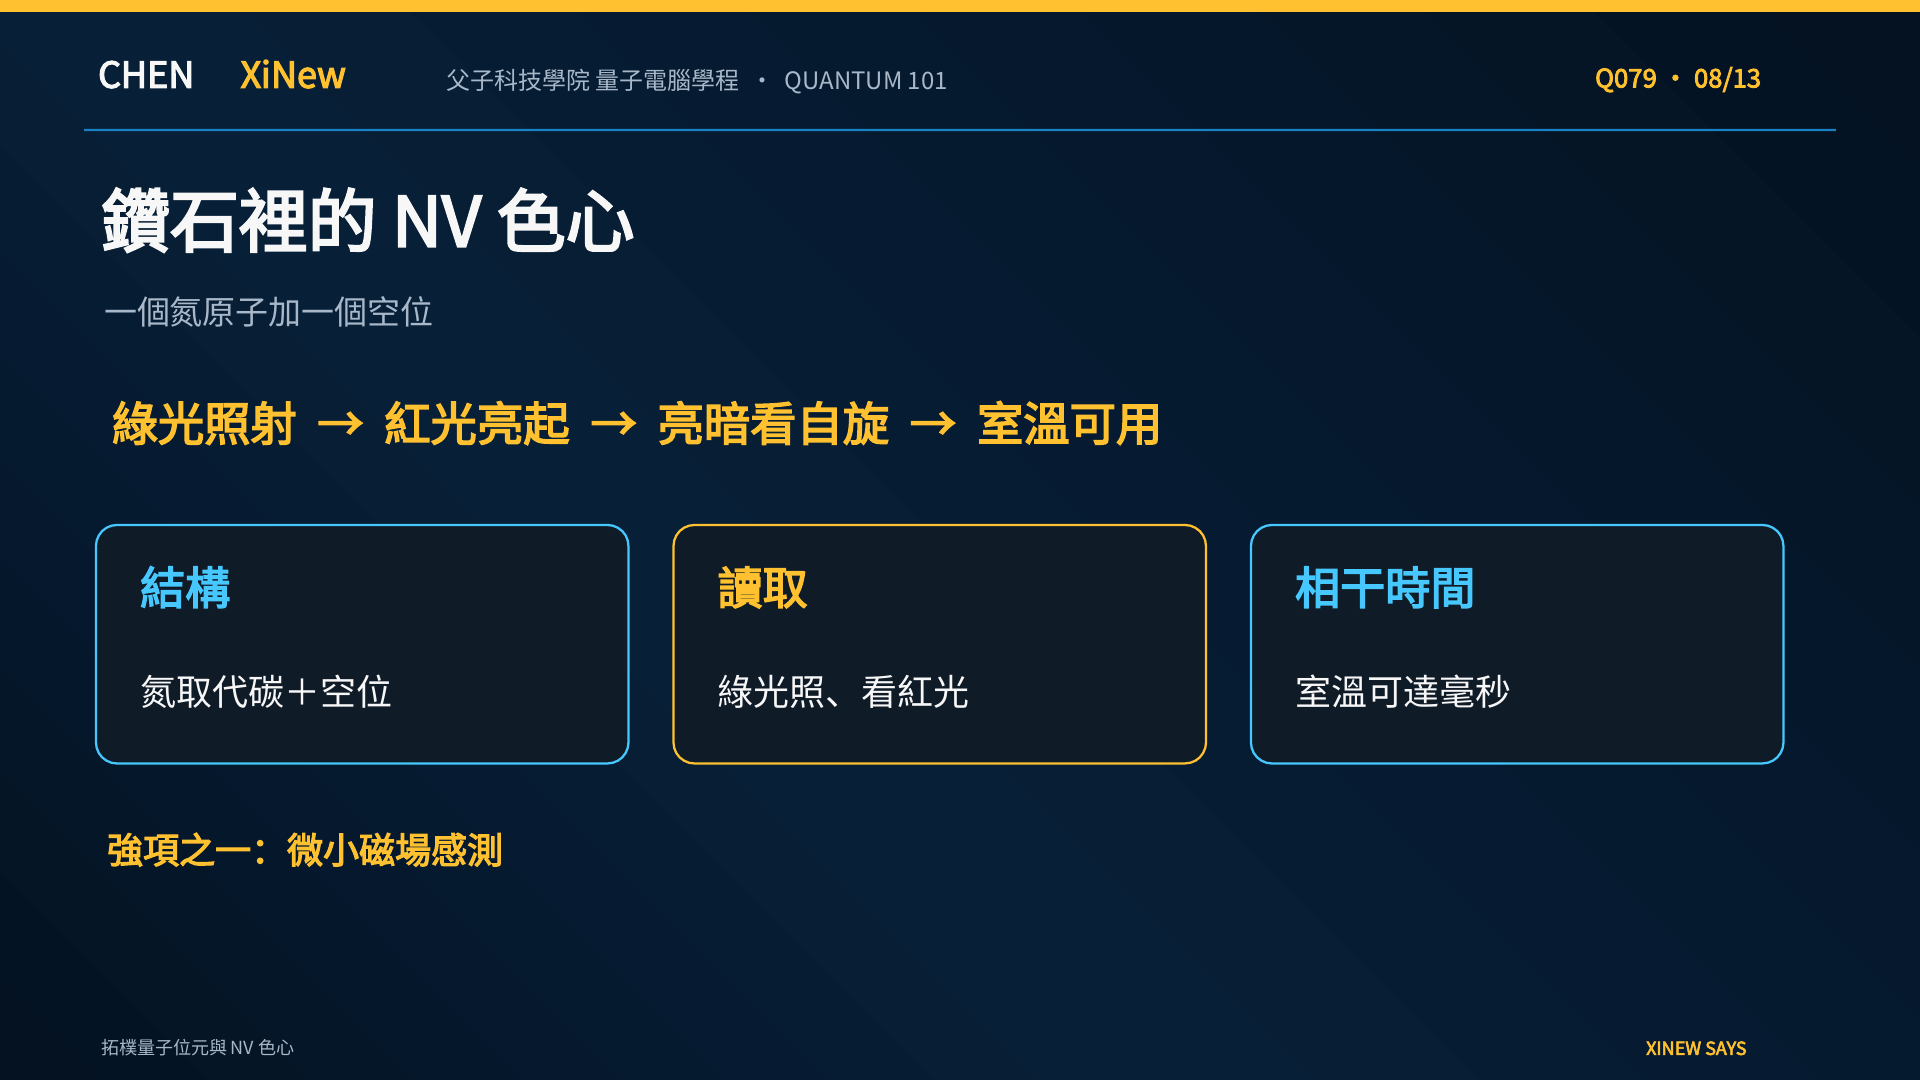 CHEN XiNew 父子科技學院 量子電腦學程 • QUANTUM 101 Q079 • 08/13
鑽石裡的 NV 色心
一個氮原子加一個空位
綠光照射 → 紅光亮起 → 亮暗看自旋 → 室溫可用
結構
氮取代碳＋空位
讀取
綠光照、看紅光
相干時間
室溫可達毫秒
強項之一：微小磁場感測
拓樸量子位元與 NV 色心 XINEW SAYS